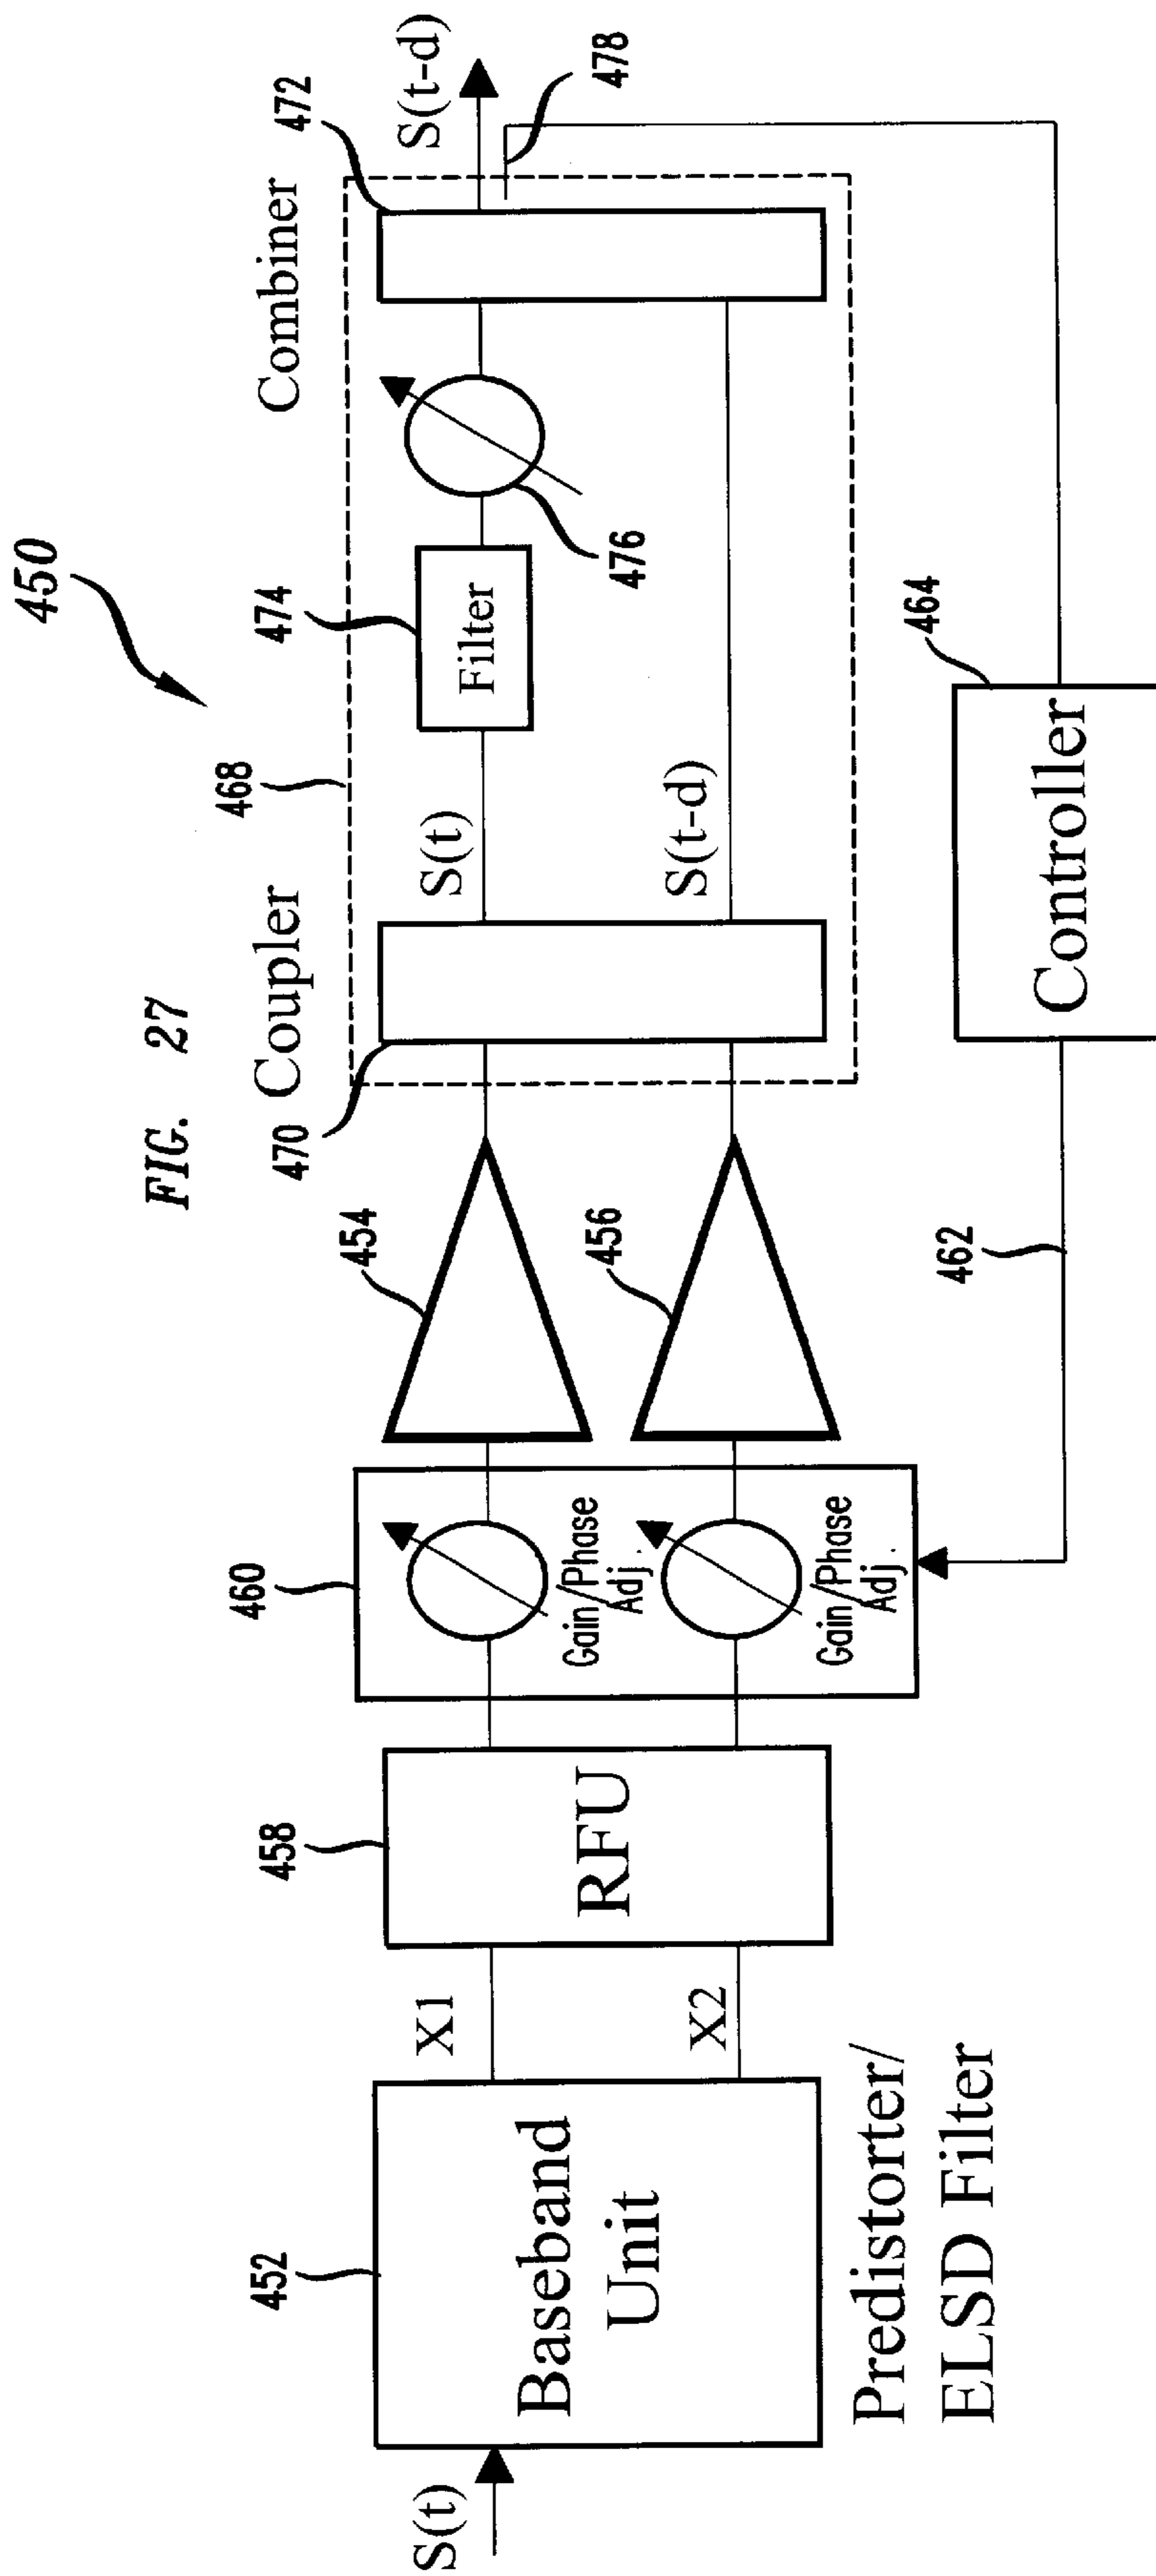 FIG. 27
450
S(t)
452
Baseband
Unit
Predistorter/
ELSD Filter
X1
X2
458
RFU
460
Gain/Phase
Adj
Gain/Phase
Adj.
454
456
462
470
Coupler
468
S(t)
S(t-d)
474
Filter
476
Combiner
472
S(t-d)
478
464
Controller